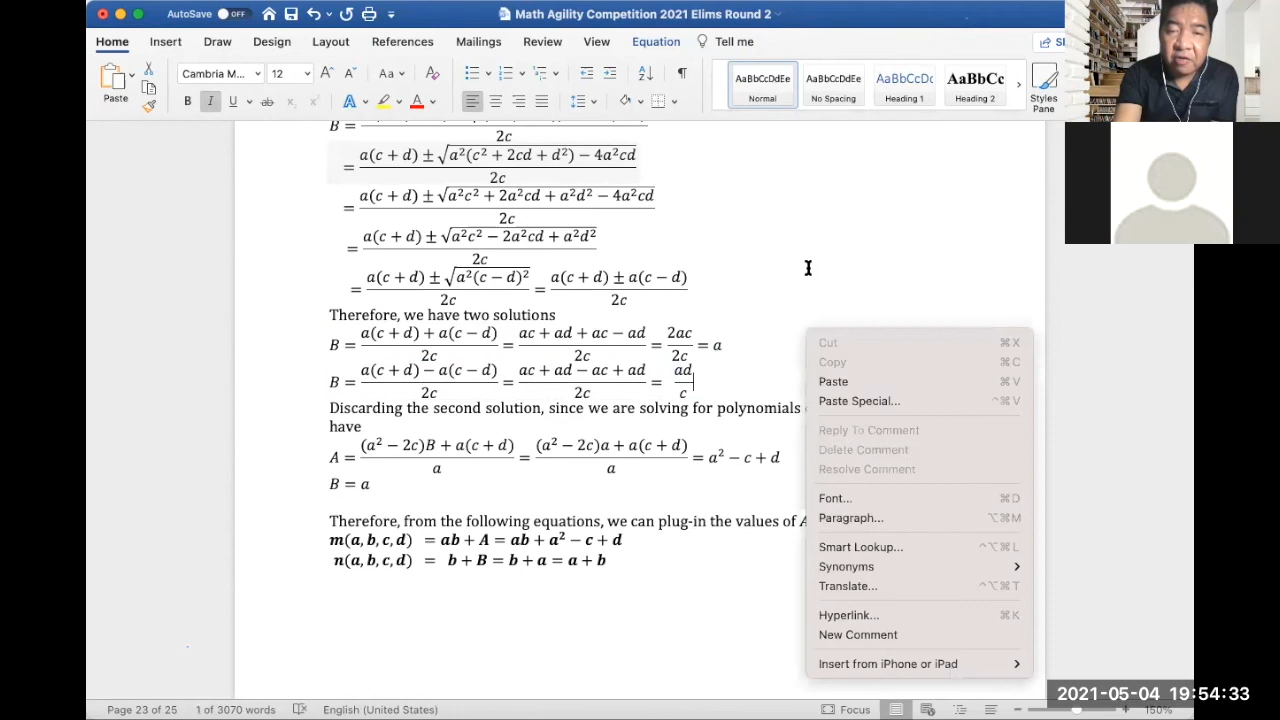 AutoSave OFF Math Agility Competition 2021 Elims Round 2
Home Insert Draw Design Layout References Mailings Review View Equation Tell me
Cambria M... 12 Aa
Paste
B I U ab x₂ x² A A
AaBbCcDdEe AaBbCcDdEe AaBbCcDc AaBbCc
Normal No Spacing Heading 1 Heading 2 Styles Pane
B = 2c
= a(c + d) ± √a²(c² + 2cd + d²) − 4a²cd / 2c
= a(c + d) ± √a²c² + 2a²cd + a²d² − 4a²cd / 2c
= a(c + d) ± √a²c² − 2a²cd + a²d² / 2c
= a(c + d) ± √a²(c − d)² / 2c = a(c + d) ± a(c − d) / 2c
Therefore, we have two solutions
B = a(c + d) + a(c − d) / 2c = ac + ad + ac − ad / 2c = 2ac / 2c = a
B = a(c + d) − a(c − d) / 2c = ac + ad − ac + ad / 2c = ad / c
Discarding the second solution, since we are solving for polynomials
have
A = (a² − 2c)B + a(c + d) / a = (a² − 2c)a + a(c + d) / a = a² − c + d
B = a
Therefore, from the following equations, we can plug-in the values of A
m(a, b, c, d) = ab + A = ab + a² − c + d
n(a, b, c, d) = b + B = b + a = a + b
Cut ⌘X
Copy ⌘C
Paste ⌘V
Paste Special... ^⌘V
Reply To Comment
Delete Comment
Resolve Comment
Font... ⌘D
Paragraph... ⌥⌘M
Smart Lookup... ^⌥⌘L
Synonyms
Translate... ^⌥⌘T
Hyperlink... ⌘K
New Comment
Insert from iPhone or iPad
2021-05-04 19:54:33
Page 23 of 25 1 of 3070 words English (United States) Focus 150%